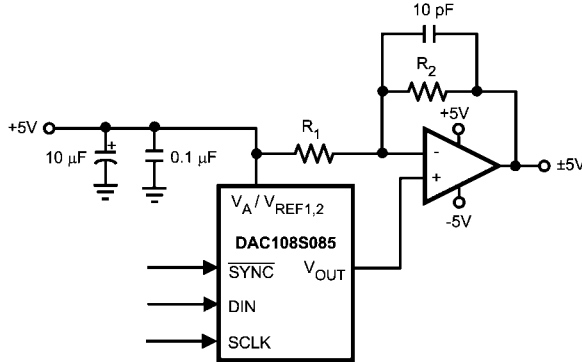 10 pF
R2
+5V
R1
+5V
10 µF
+
0.1 µF
-
+
±5V
-5V
VA / VREF1,2
DAC108S085
SYNC
VOUT
DIN
SCLK